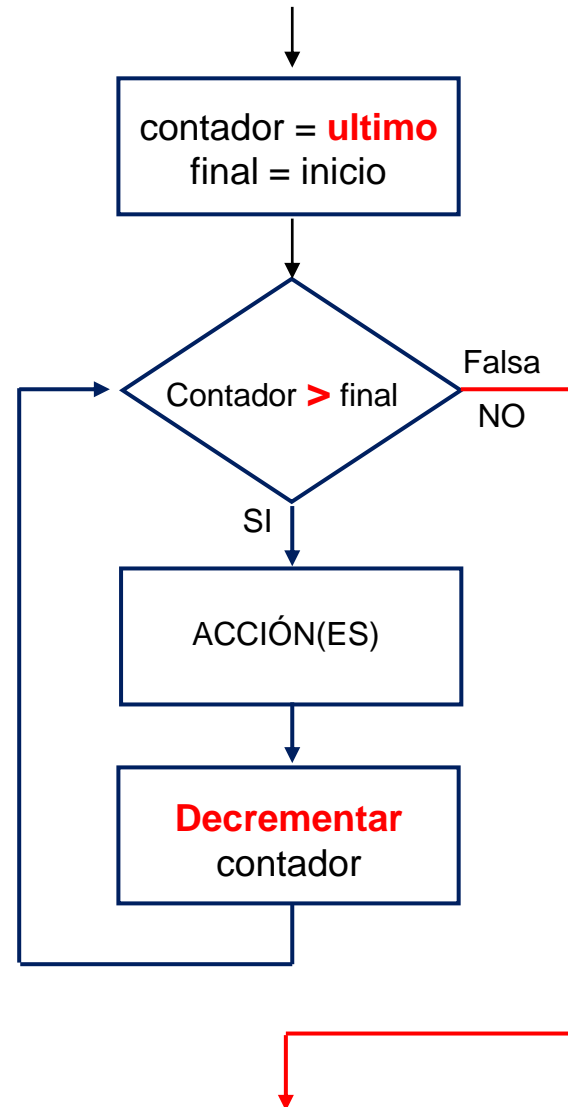 contador = ultimo
final = inicio
Contador > final
Falsa
NO
SI
ACCIÓN(ES)
Decrementar
contador